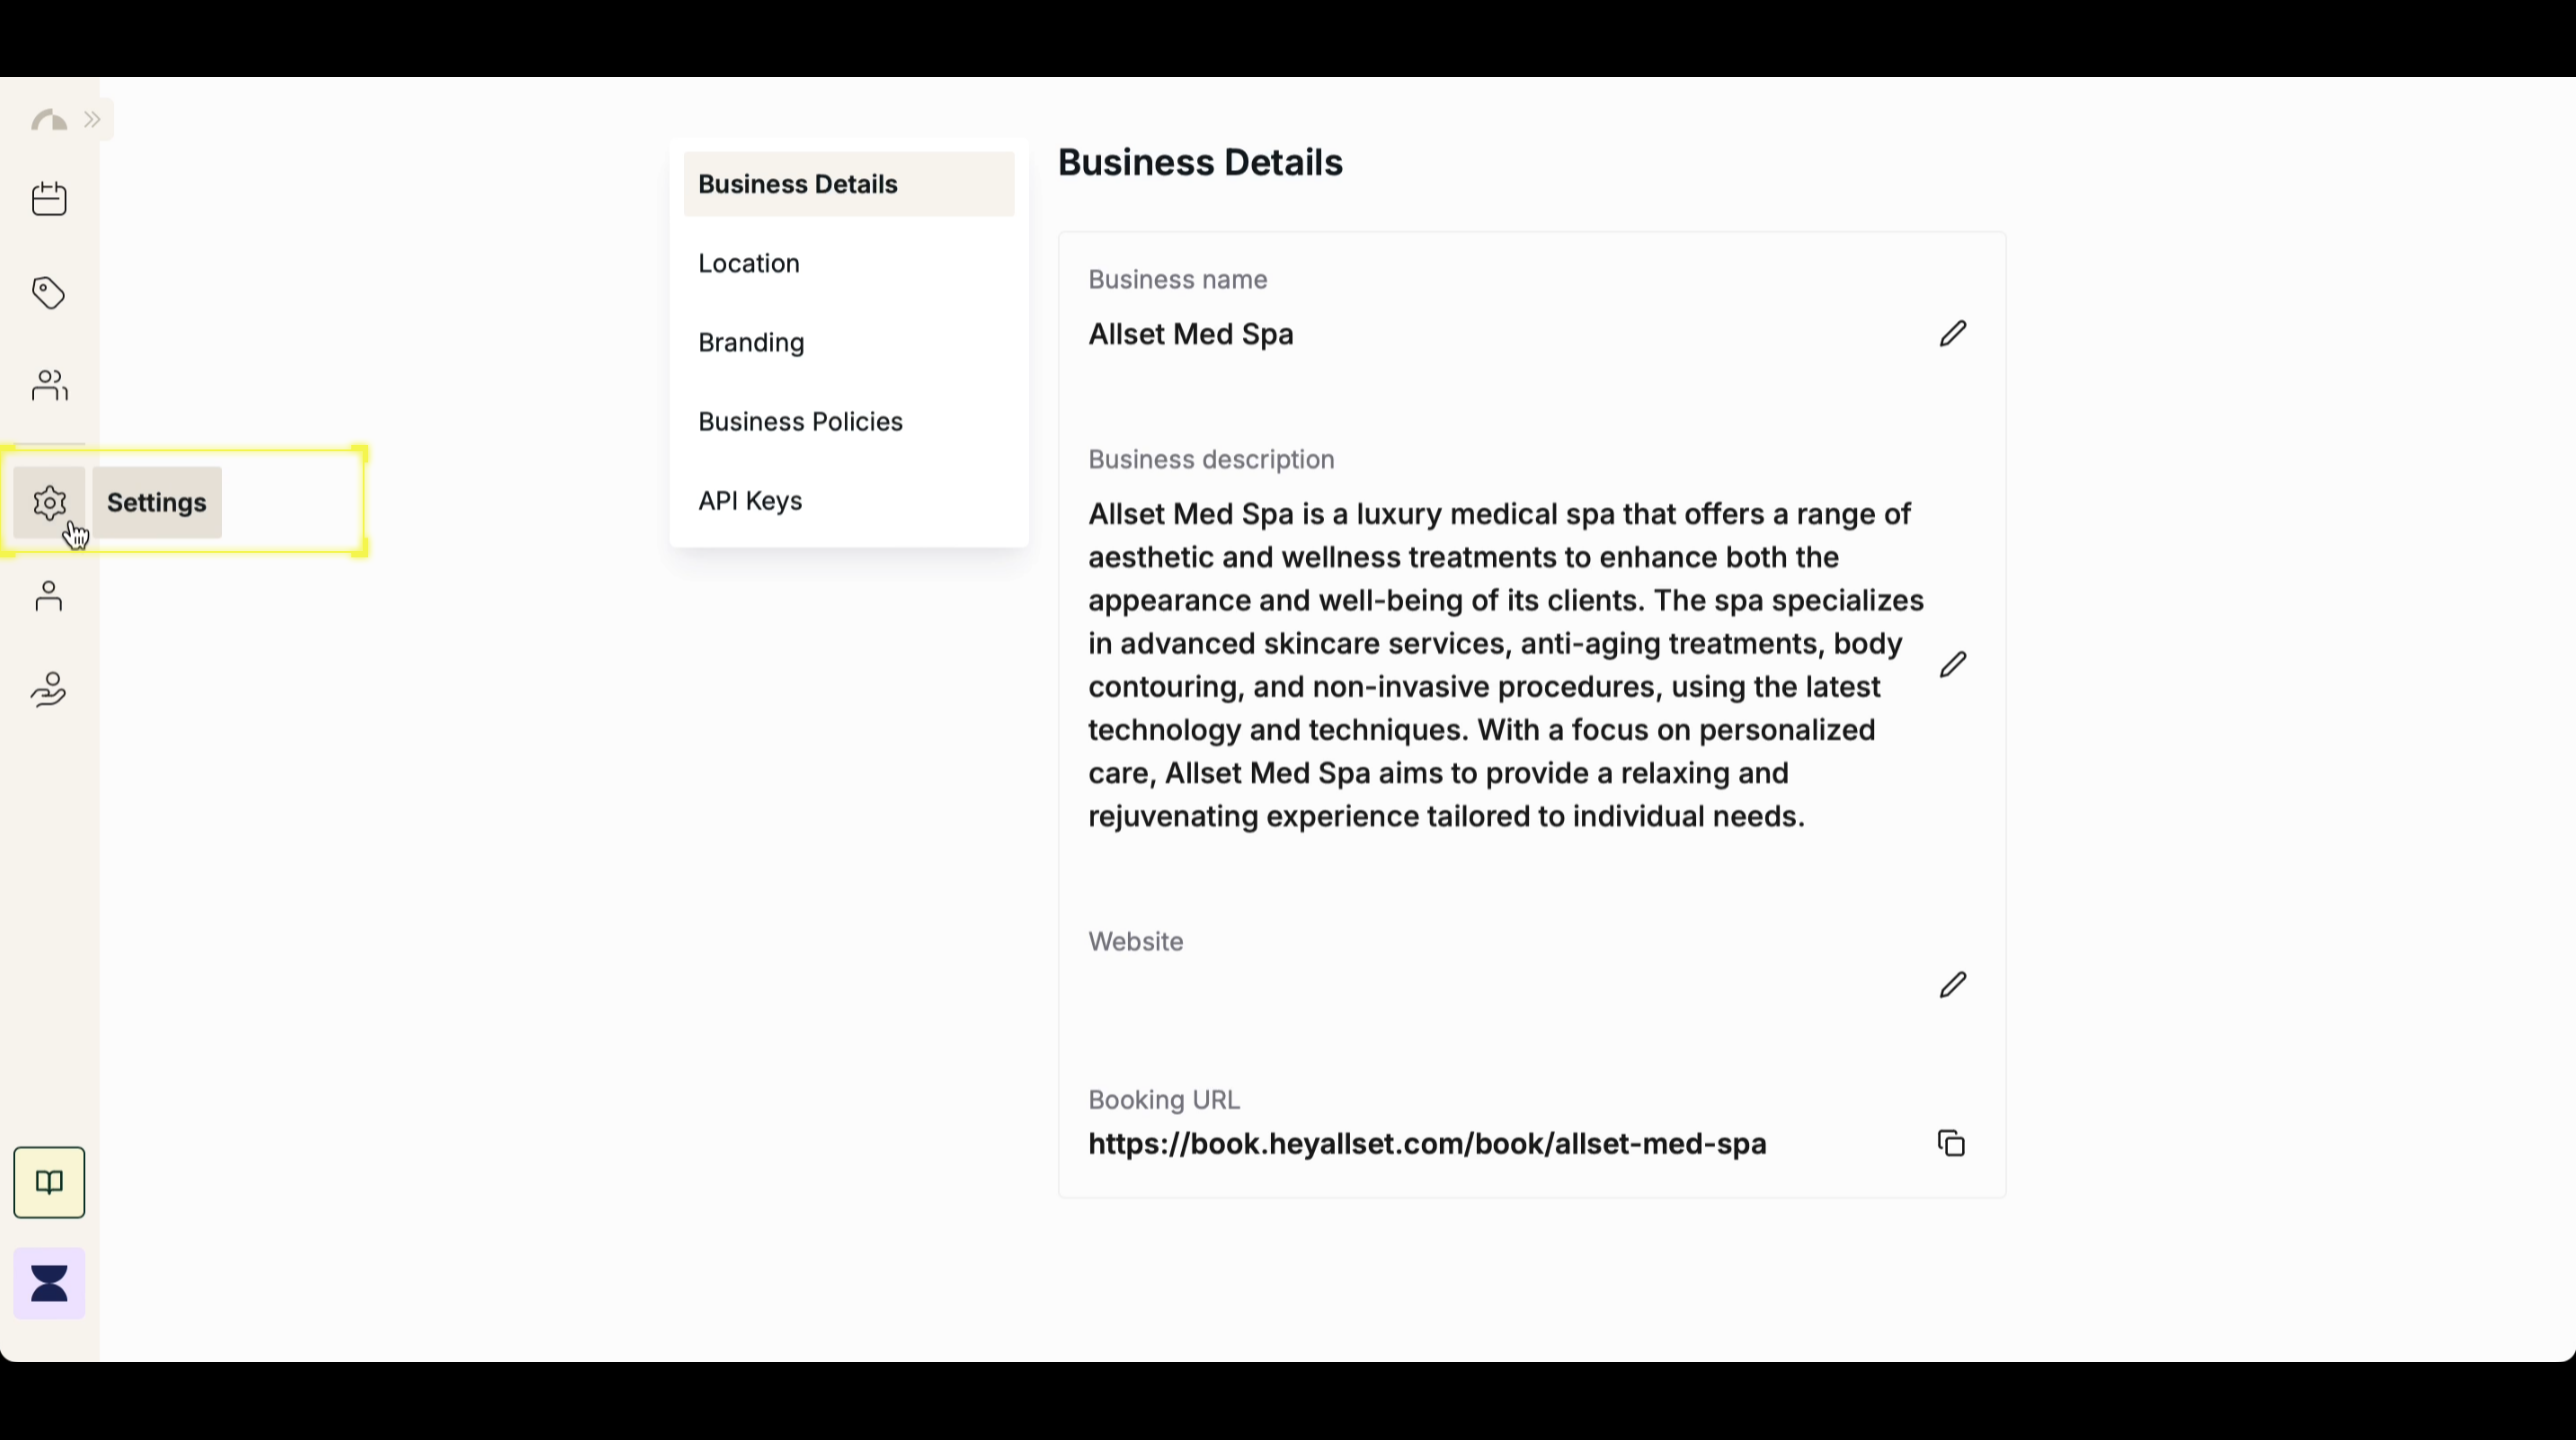 Settings
Business Details
Location
Branding
Business Policies
API Keys
Business Details
Business name
Allset Med Spa
Business description
Allset Med Spa is a luxury medical spa that offers a range of
aesthetic and wellness treatments to enhance both the
appearance and well-being of its clients. The spa specializes
in advanced skincare services, anti-aging treatments, body
contouring, and non-invasive procedures, using the latest
technology and techniques. With a focus on personalized
care, Allset Med Spa aims to provide a relaxing and
rejuvenating experience tailored to individual needs.
Website
Booking URL
https://book.heyallset.com/book/allset-med-spa